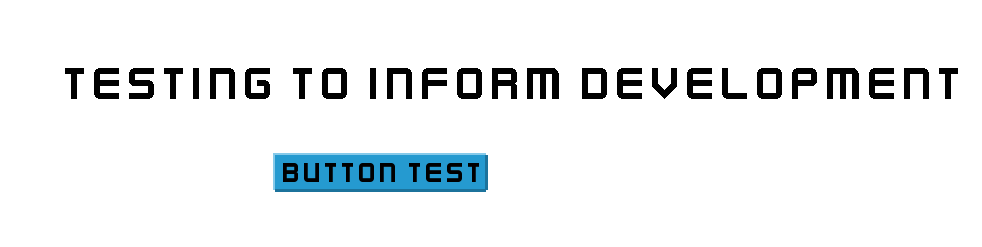 TESTING TO INFORM DEVELOPMENT
BUTTON TEST